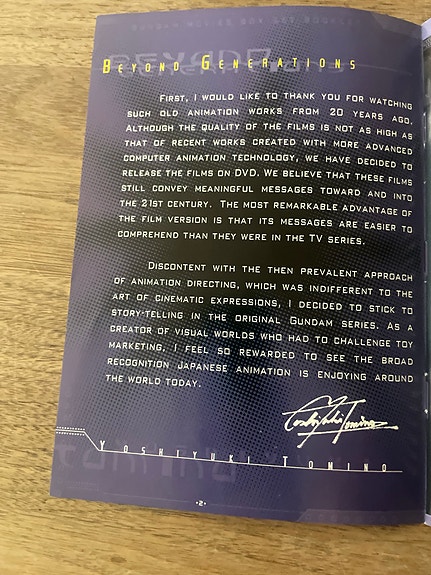 GUNDAM MOVIES BOX SET BOOKLET
BEYOND GENERATIONS
FIRST, I WOULD LIKE TO THANK YOU FOR WATCHING
SUCH OLD ANIMATION WORKS FROM 20 YEARS AGO.
ALTHOUGH THE QUALITY OF THE FILMS IS NOT AS HIGH AS
THAT OF RECENT WORKS CREATED WITH MORE ADVANCED
COMPUTER ANIMATION TECHNOLOGY, WE HAVE DECIDED TO
RELEASE THE FILMS ON DVD. WE BELIEVE THAT THESE FILMS
STILL CONVEY MEANINGFUL MESSAGES TOWARD AND INTO
THE 21ST CENTURY. THE MOST REMARKABLE ADVANTAGE OF
THE FILM VERSION IS THAT ITS MESSAGES ARE EASIER TO
COMPREHEND THAN THEY WERE IN THE TV SERIES.
DISCONTENT WITH THE THEN PREVALENT APPROACH
OF ANIMATION DIRECTING, WHICH WAS INDIFFERENT TO THE
ART OF CINEMATIC EXPRESSIONS, I DECIDED TO STICK TO
STORY-TELLING IN THE ORIGINAL GUNDAM SERIES. AS A
CREATOR OF VISUAL WORLDS WHO HAD TO CHALLENGE TOY
MARKETING, I FEEL SO REWARDED TO SEE THE BROAD
RECOGNITION JAPANESE ANIMATION IS ENJOYING AROUND
THE WORLD TODAY.
Yoshiyuki Tomino
YOSHIYUKI TOMINO
-2-